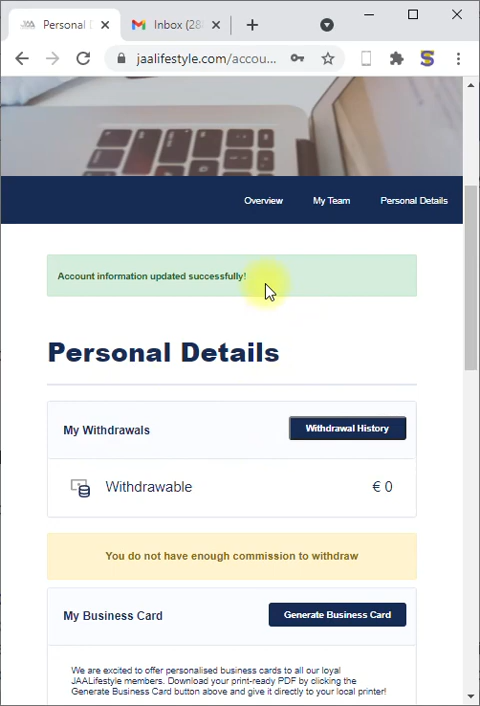 Personal D
Inbox (28
jaalifestyle.com/accou...
Overview
My Team
Personal Details
Account information updated successfully!
Personal Details
My Withdrawals
Withdrawal History
Withdrawable
€ 0
You do not have enough commission to withdraw
My Business Card
Generate Business Card
We are excited to offer personalised business cards to all our loyal
JAALifestyle members. Download your print-ready PDF by clicking the
Generate Business Card button above and give it directly to your local printer!